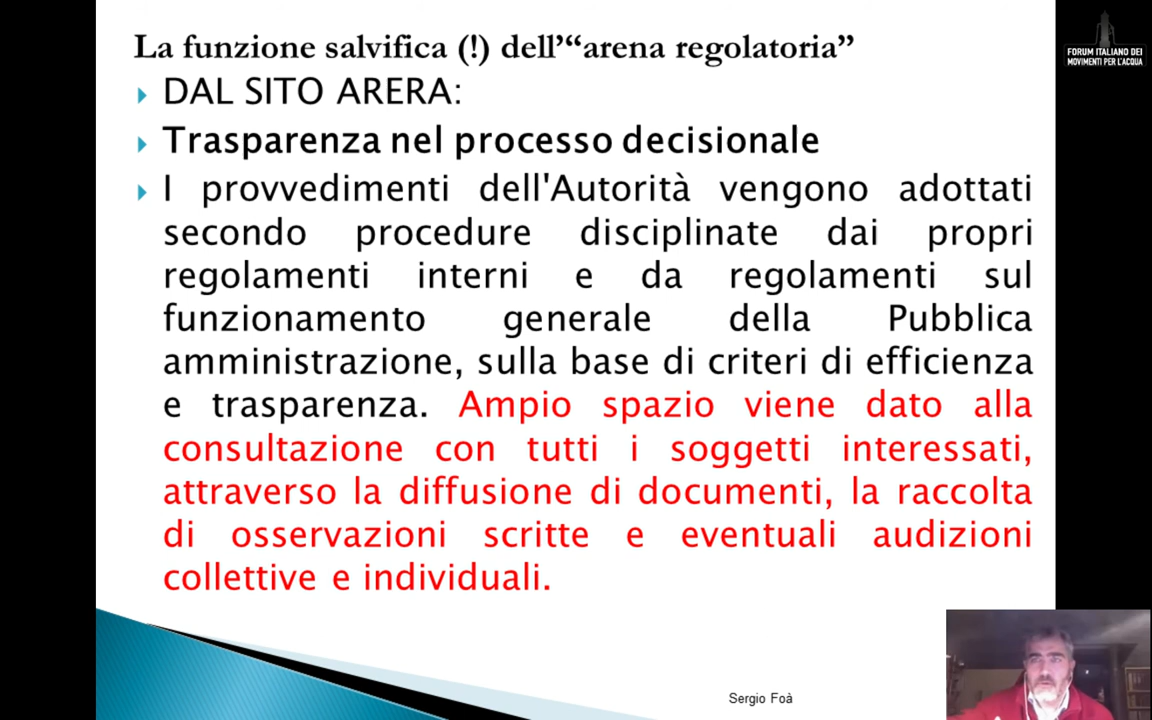 La funzione salvifica (!) dell’“arena regolatoria”
DAL SITO ARERA:
Trasparenza nel processo decisionale
I provvedimenti dell'Autorità vengono adottati
secondo procedure disciplinate dai propri
regolamenti interni e da regolamenti sul
funzionamento generale della Pubblica
amministrazione, sulla base di criteri di efficienza
e trasparenza. Ampio spazio viene dato alla
consultazione con tutti i soggetti interessati,
attraverso la diffusione di documenti, la raccolta
di osservazioni scritte e eventuali audizioni
collettive e individuali.
Sergio Foà
FORUM ITALIANO DEI
MOVIMENTI PER L'ACQUA